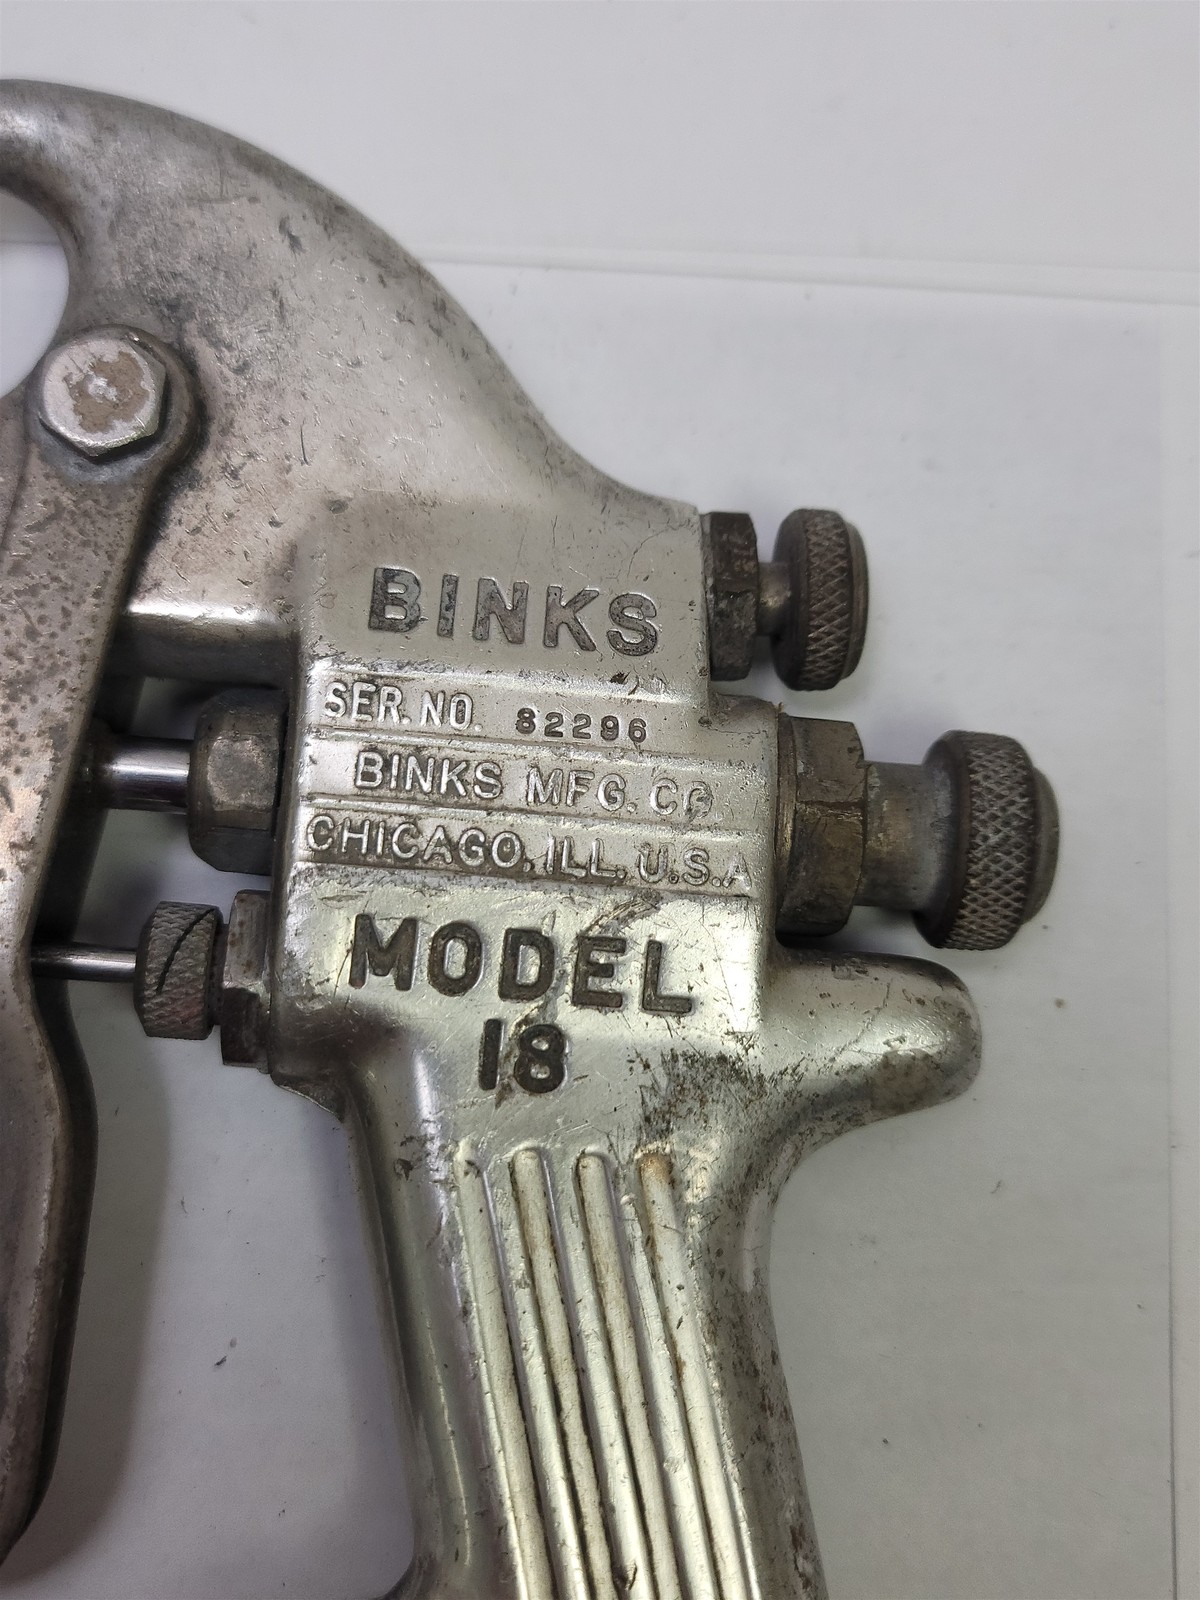 BINKS
SER. NO. 82296
BINKS MFG. CO.
CHICAGO, ILL. U.S.A
MODEL
18